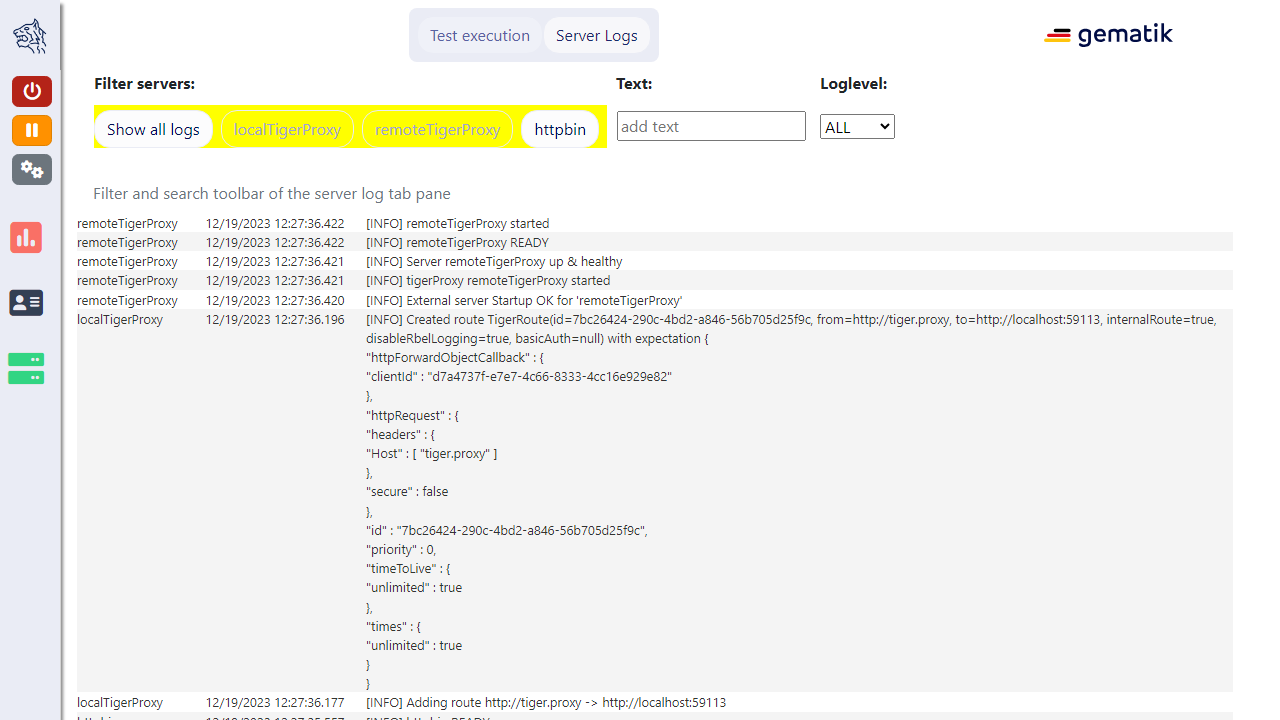 Test execution Server Logs
gematik
Filter servers: Text: Loglevel:
Show all logs localTigerProxy remoteTigerProxy httpbin add text ALL
Filter and search toolbar of the server log tab pane
remoteTigerProxy 12/19/2023 12:27:36.422 [INFO] remoteTigerProxy started
remoteTigerProxy 12/19/2023 12:27:36.422 [INFO] remoteTigerProxy READY
remoteTigerProxy 12/19/2023 12:27:36.421 [INFO] Server remoteTigerProxy up & healthy
remoteTigerProxy 12/19/2023 12:27:36.421 [INFO] tigerProxy remoteTigerProxy started
remoteTigerProxy 12/19/2023 12:27:36.420 [INFO] External server Startup OK for 'remoteTigerProxy'
localTigerProxy 12/19/2023 12:27:36.196 [INFO] Created route TigerRoute(id=7bc26424-290c-4bd2-a846-56b705d25f9c, from=http://tiger.proxy, to=http://localhost:59113, internalRoute=true,
disableRbelLogging=true, basicAuth=null) with expectation {
"httpForwardObjectCallback" : {
"clientId" : "d7a4737f-e7e7-4c66-8333-4cc16e929e82"
},
"httpRequest" : {
"headers" : {
"Host" : [ "tiger.proxy" ]
},
"secure" : false
},
"id" : "7bc26424-290c-4bd2-a846-56b705d25f9c",
"priority" : 0,
"timeToLive" : {
"unlimited" : true
},
"times" : {
"unlimited" : true
}
}
localTigerProxy 12/19/2023 12:27:36.177 [INFO] Adding route http://tiger.proxy -> http://localhost:59113